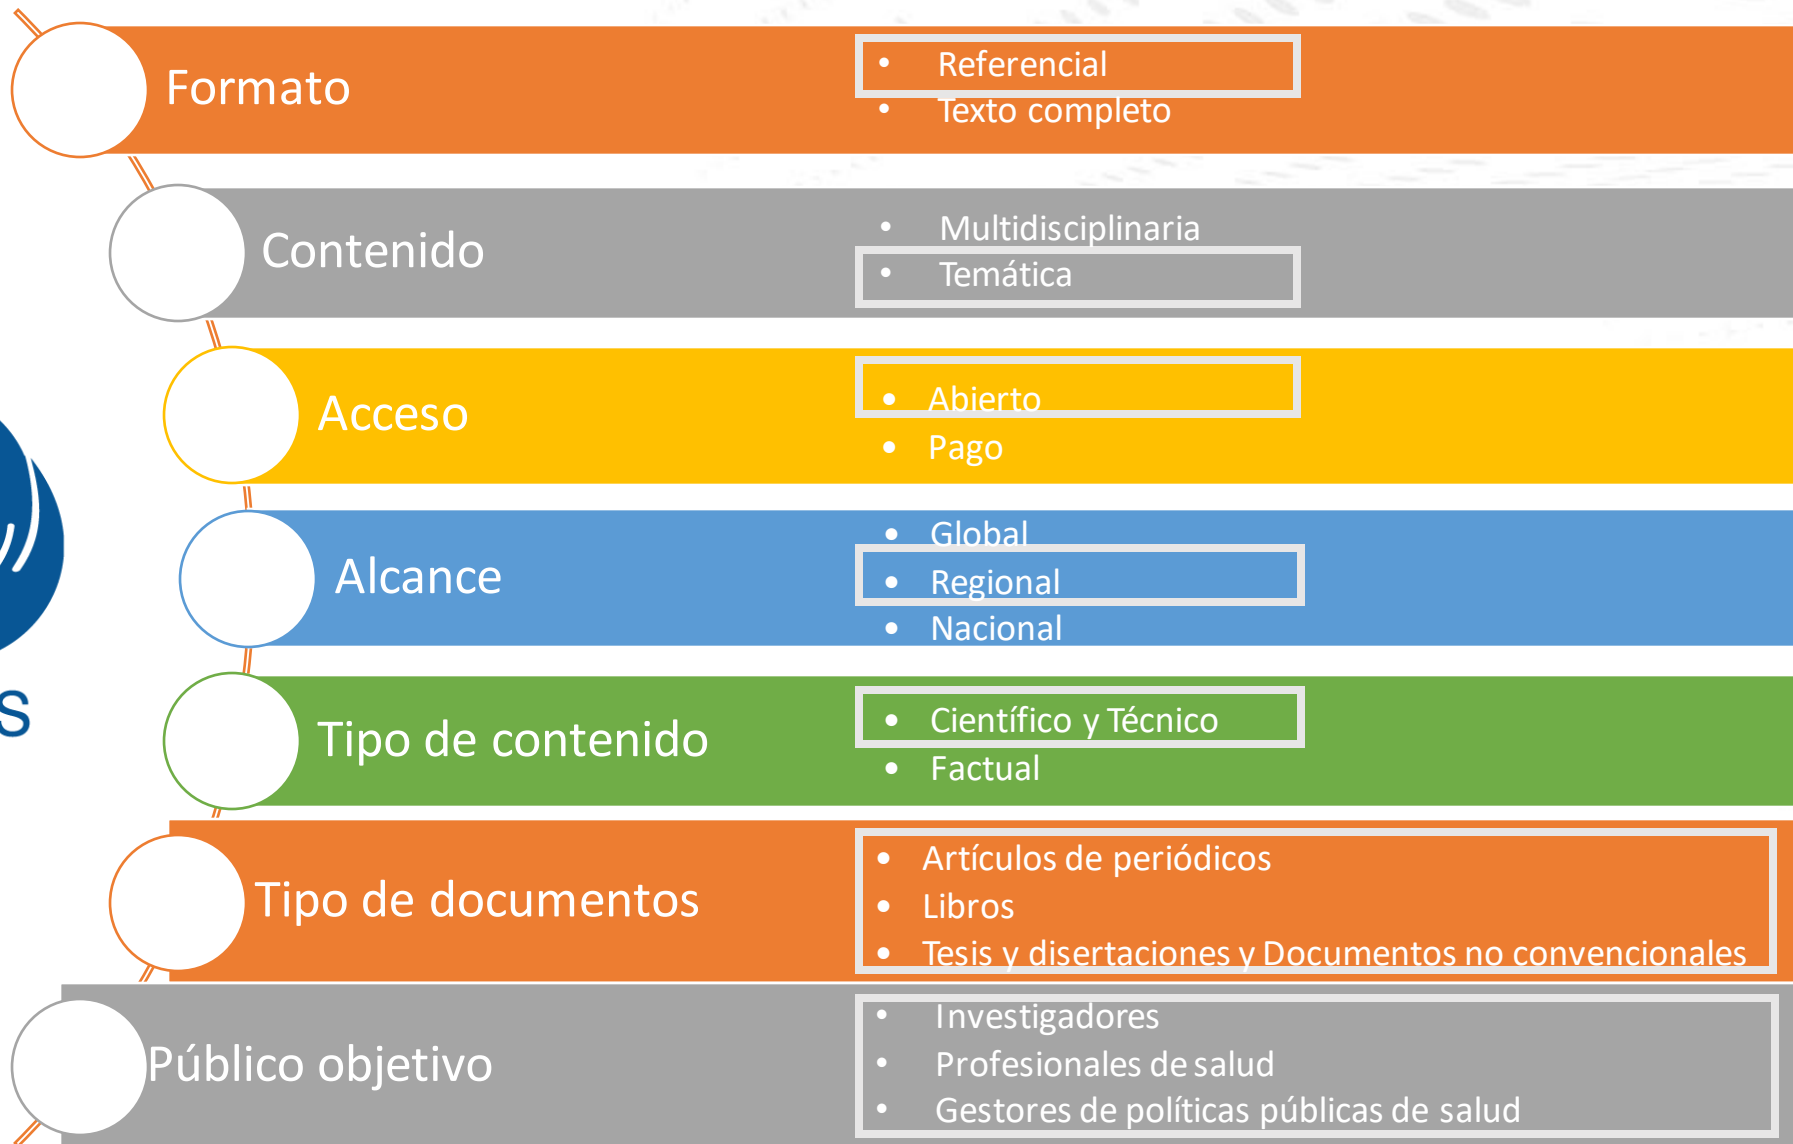 Formato
• Referencial
• Texto completo
Contenido
• Multidisciplinaria
• Temática
Acceso
• Abierto
• Pago
Alcance
• Global
• Regional
• Nacional
S
Tipo de contenido
• Científico y Técnico
• Factual
Tipo de documentos
• Artículos de periódicos
• Libros
• Tesis y disertaciones y Documentos no convencionales
Público objetivo
• Investigadores
• Profesionales de salud
• Gestores de políticas públicas de salud